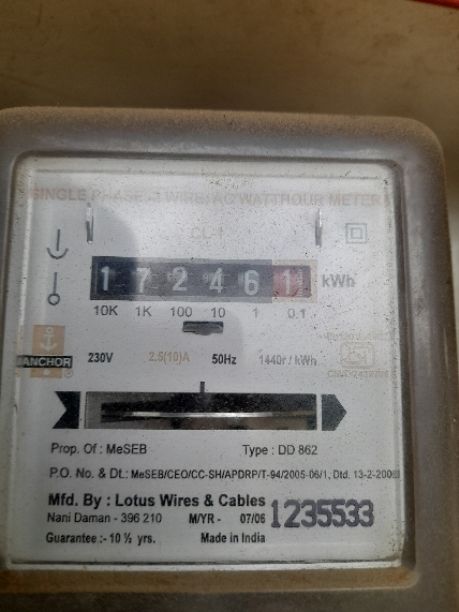 SINGLE PHASE, 2 WIRE, AC WATTHOUR METER
CL-1
1 7 2 4 6 1 kWh
10K 1K 100 10 1 0.1
ANCHOR
230V 2.5(10)A 50Hz 1440r / kWh
Prop. Of : MeSEB Type : DD 862
P.O. No. & Dt.: MeSEB/CEO/CC-SH/APDRP/T-94/2005-06/1, Dtd. 13-2-2006
Mfd. By : Lotus Wires & Cables
Nani Daman - 396 210 M/YR - 07/06 1235533
Guarantee :- 10 ½ yrs. Made in India